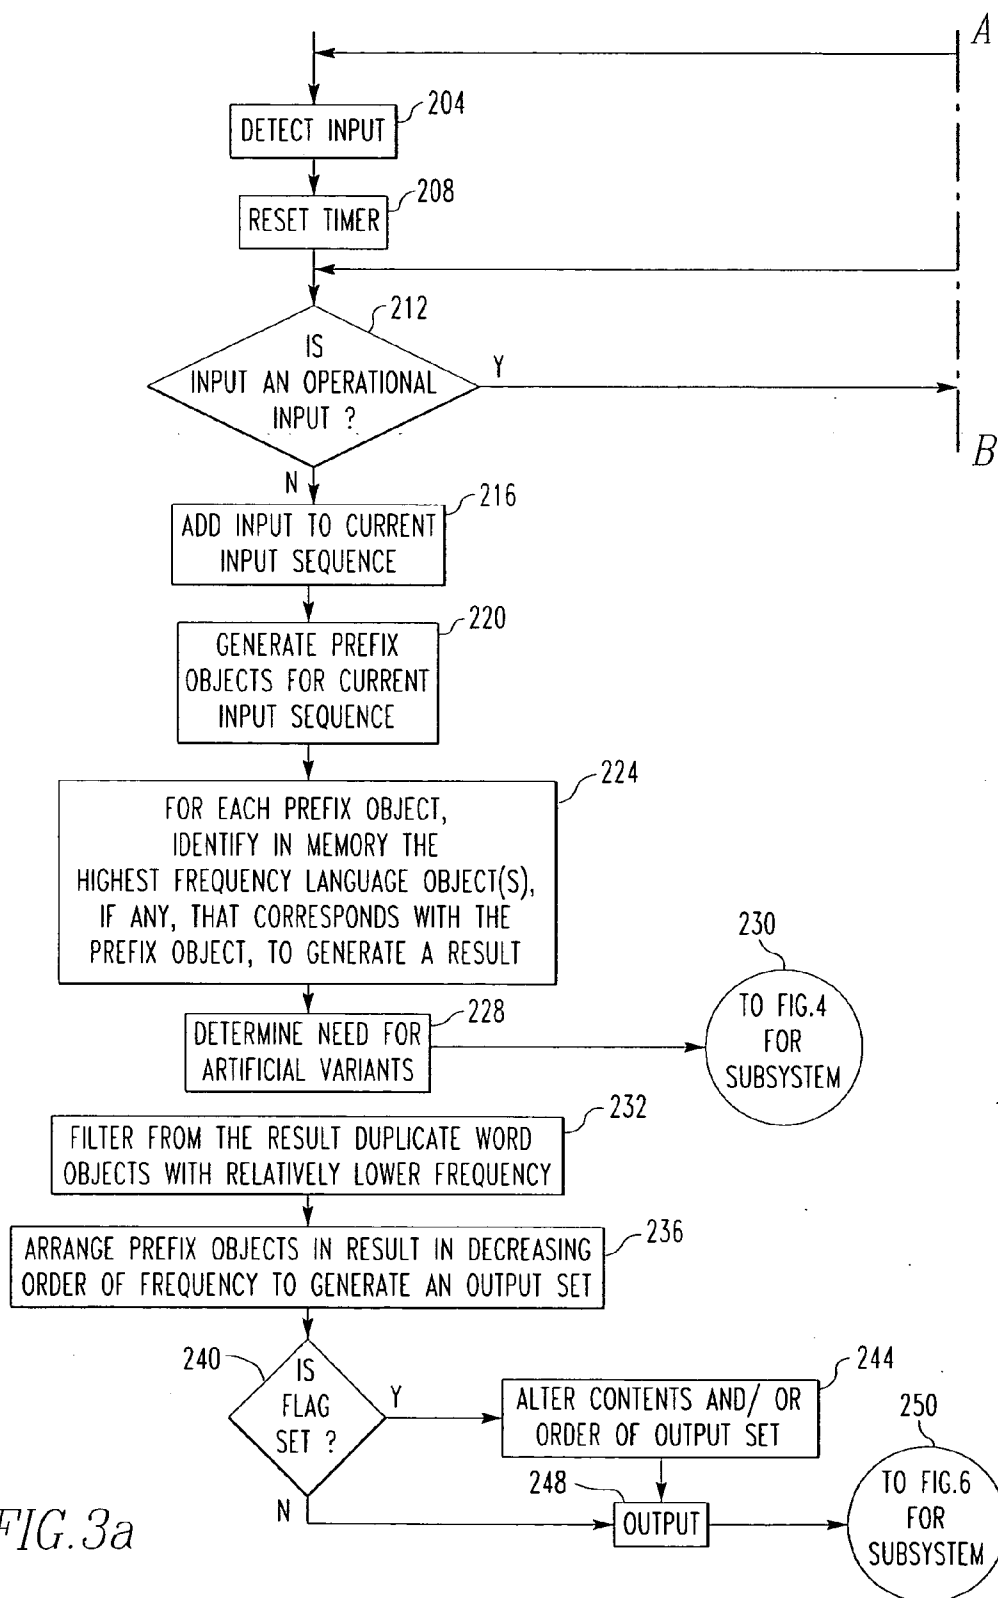 A
204
DETECT INPUT
208
RESET TIMER
212
IS
INPUT AN OPERATIONAL
INPUT ?
Y
B
N
216
ADD INPUT TO CURRENT
INPUT SEQUENCE
220
GENERATE PREFIX
OBJECTS FOR CURRENT
INPUT SEQUENCE
224
FOR EACH PREFIX OBJECT,
IDENTIFY IN MEMORY THE
HIGHEST FREQUENCY LANGUAGE OBJECT(S),
IF ANY, THAT CORRESPONDS WITH THE
PREFIX OBJECT, TO GENERATE A RESULT
228
DETERMINE NEED FOR
ARTIFICIAL VARIANTS
230
TO FIG.4
FOR
SUBSYSTEM
232
FILTER FROM THE RESULT DUPLICATE WORD
OBJECTS WITH RELATIVELY LOWER FREQUENCY
236
ARRANGE PREFIX OBJECTS IN RESULT IN DECREASING
ORDER OF FREQUENCY TO GENERATE AN OUTPUT SET
240
IS
FLAG
SET ?
Y
244
ALTER CONTENTS AND/ OR
ORDER OF OUTPUT SET
N
248
OUTPUT
250
TO FIG.6
FOR
SUBSYSTEM
FIG.3a